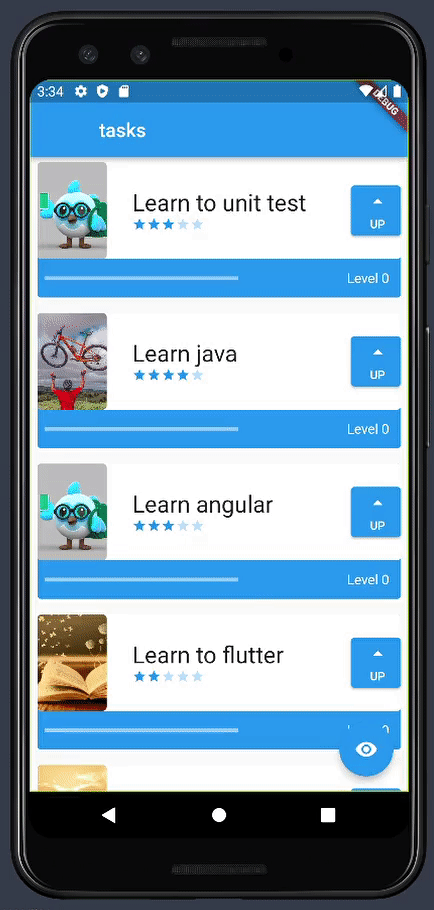 3:34
DEBUG
tasks
Learn to unit test
UP
Level 0
Learn java
UP
Level 0
Learn angular
UP
Level 0
Learn to flutter
UP